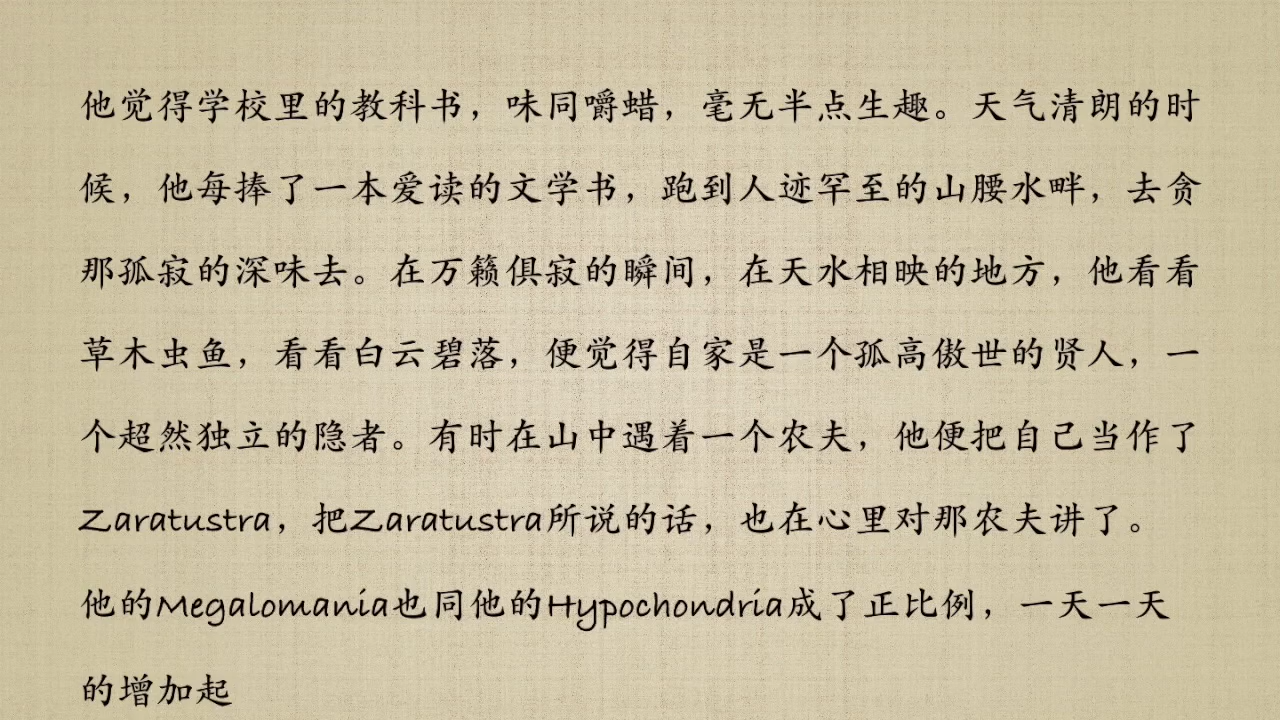 他觉得学校里的教科书，味同嚼蜡，毫无半点生趣。天气清朗的时
候，他每捧了一本爱读的文学书，跑到人迹罕至的山腰水畔，去贪
那孤寂的深味去。在万籁俱寂的瞬间，在天水相映的地方，他看看
草木虫鱼，看看白云碧落，便觉得自家是一个孤高傲世的贤人，一
个超然独立的隐者。有时在山中遇着一个农夫，他便把自己当作了
Zaratustra，把Zaratustra所说的话，也在心里对那农夫讲了。
他的Megalomania也同他的Hypochondria成了正比例，一天一天
的增加起